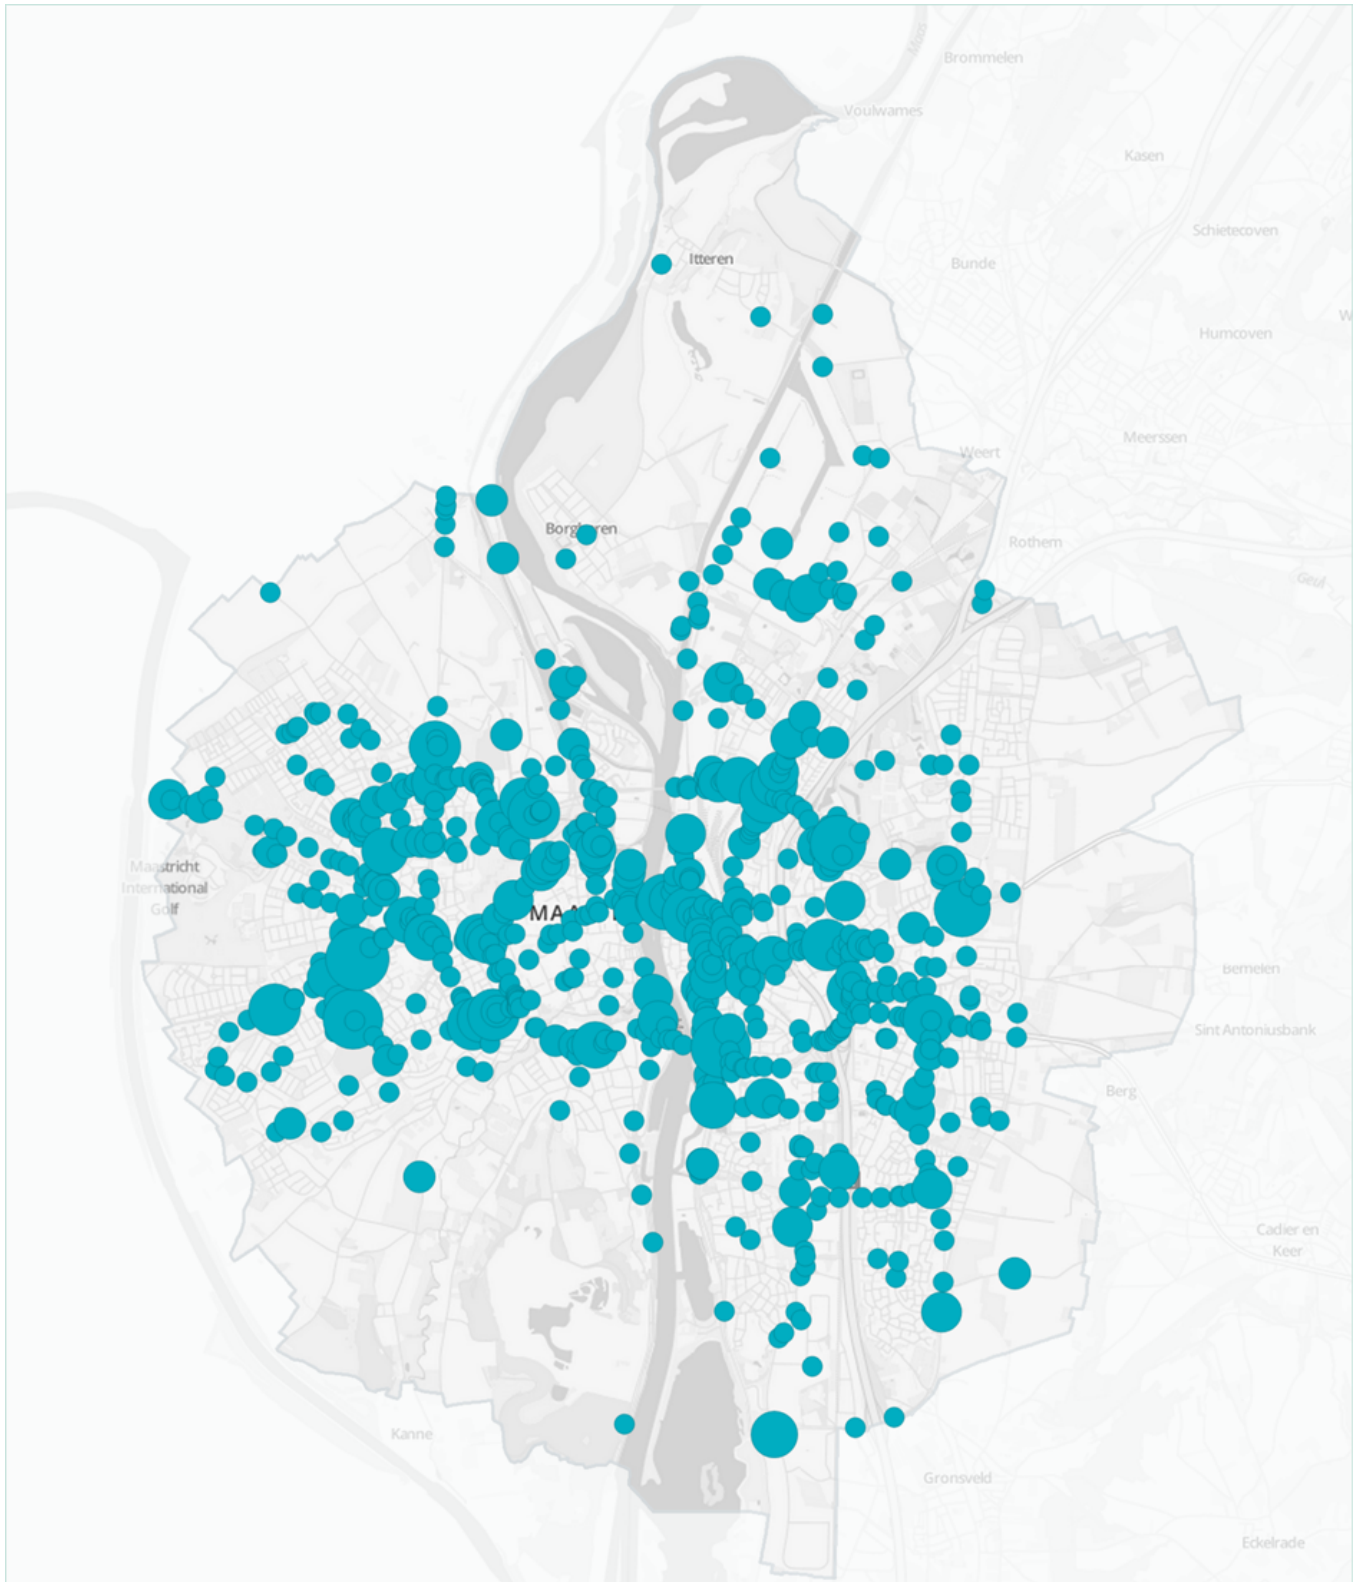 Maas
Brommelen
Voulwames
Kasen
Schietecoven
Itteren
Bunde
W
Humcoven
Meerssen
Weert
Rothem
Geul
Maastricht
International
Golf
Bemelen
Sint Antoniusbank
Berg
Cadier en
Keer
Kanne
Gronsveld
Eckelrade